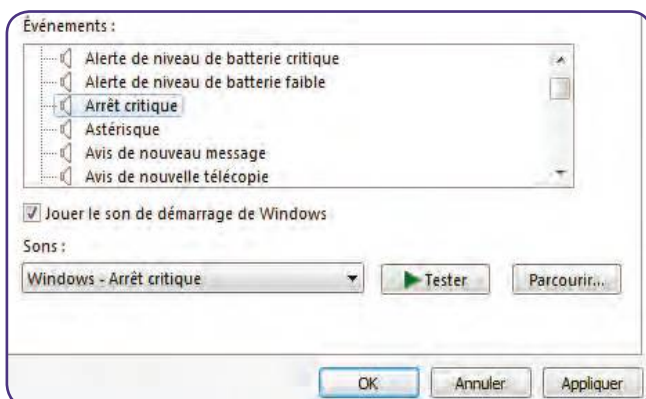 Événements :
Alerte de niveau de batterie critique
Alerte de niveau de batterie faible
Arrêt critique
Astérisque
Avis de nouveau message
Avis de nouvelle télécopie
Jouer le son de démarrage de Windows
Sons :
Windows - Arrêt critique Tester Parcourir...
OK Annuler Appliquer